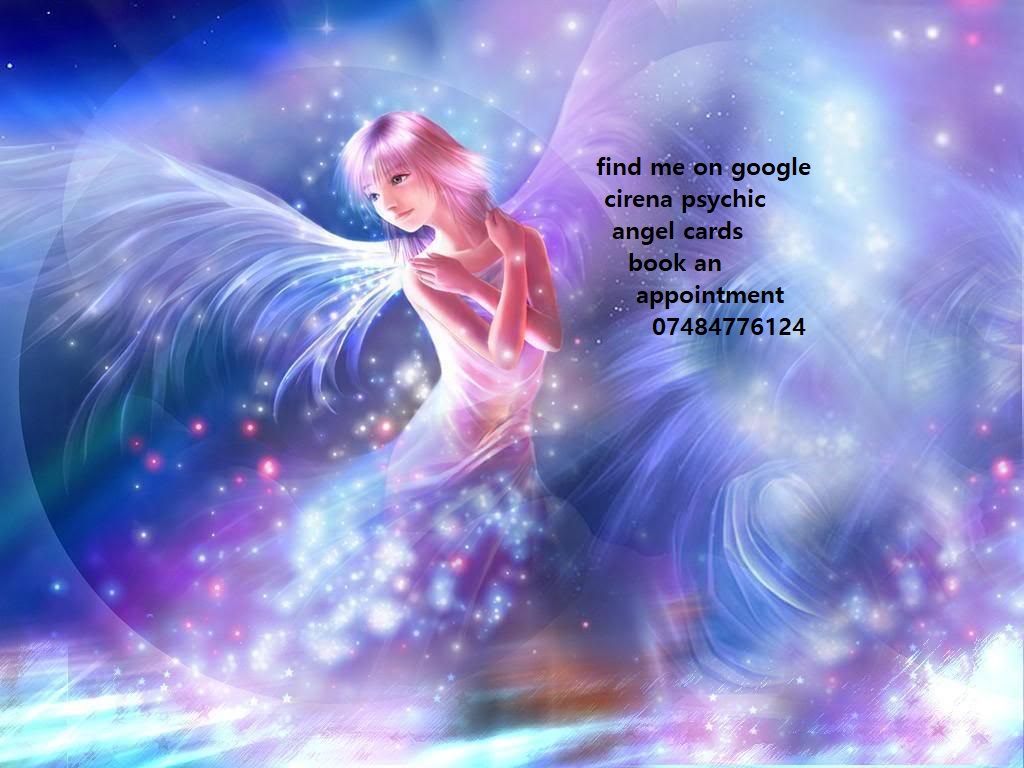 find me on google
cirena psychic
angel cards
book an
appointment
07484776124